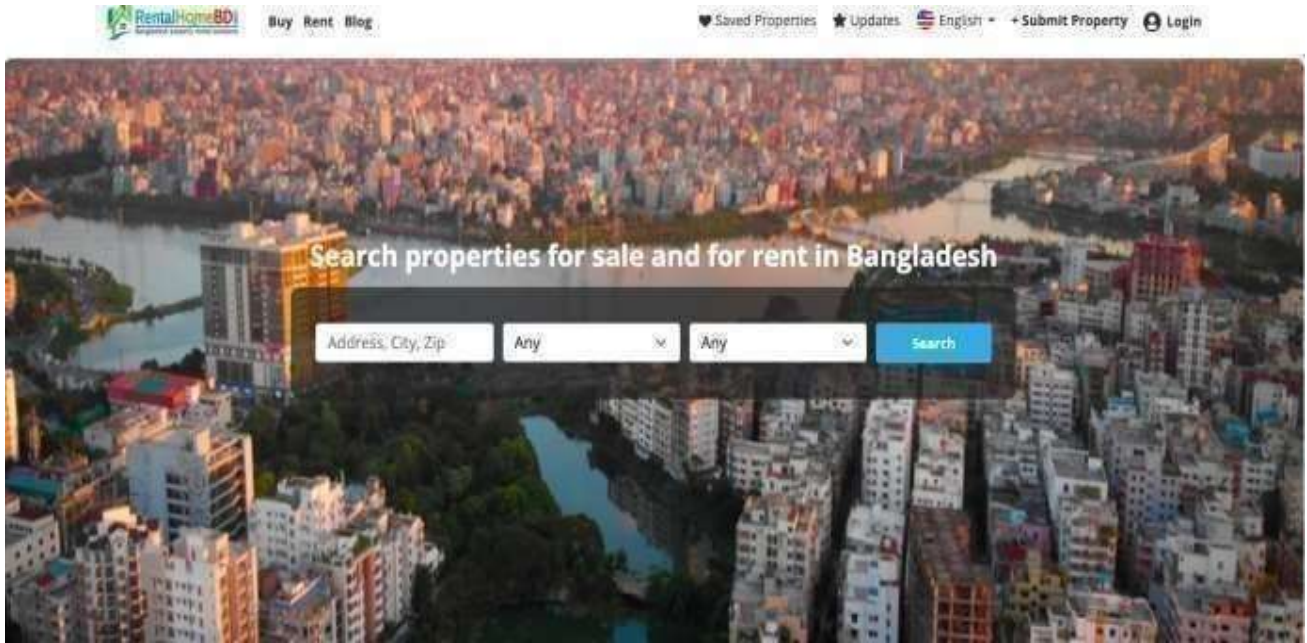 RentalHomeBD
Buy Rent Blog
Saved Properties Updates English + Submit Property Login
Search properties for sale and for rent in Bangladesh
Address, City, Zip Any Any Search